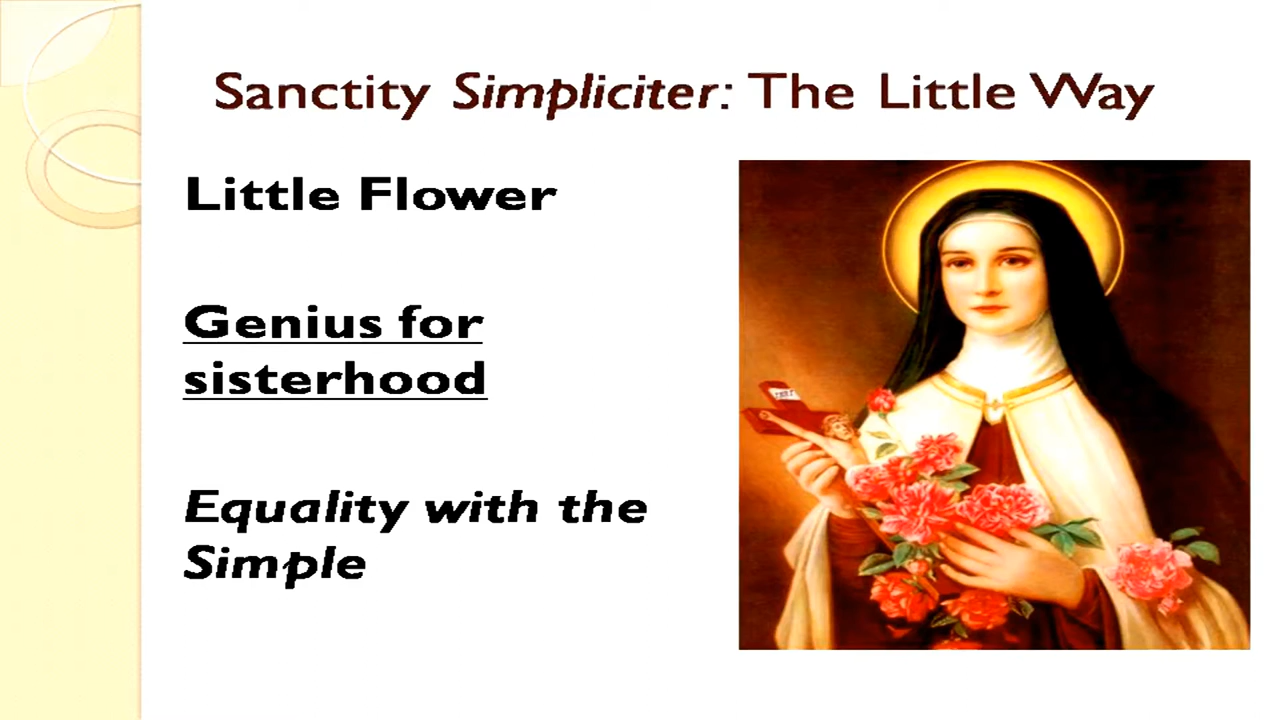 Sanctity Simpliciter: The Little Way
Little Flower
Genius for
sisterhood
Equality with the
Simple